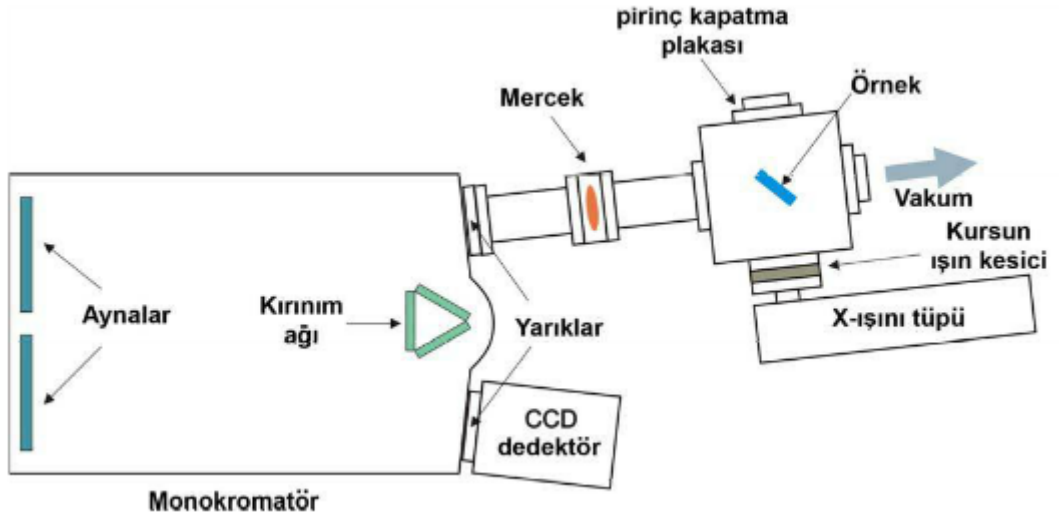 pirinç kapatma
plakası
Örnek
Mercek
Vakum
Kursun
ışın kesici
X-ışını tüpü
Aynalar
Kırınım
ağı
Yarıklar
CCD
dedektör
Monokromatör